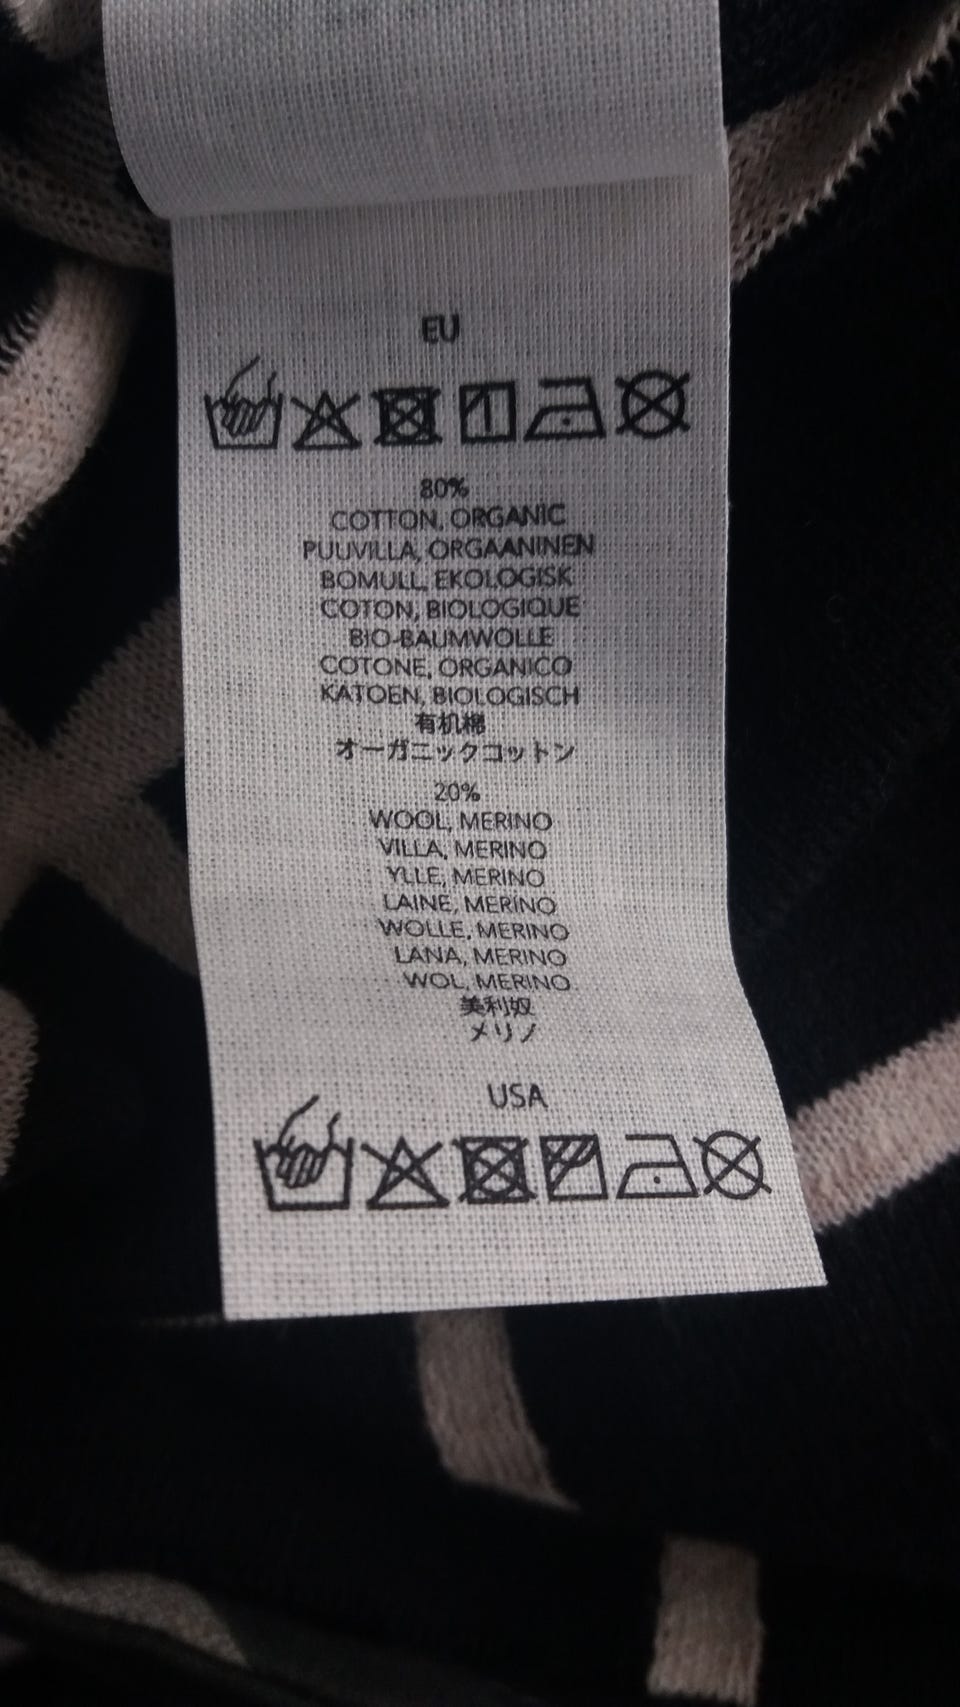 EU
80%
COTTON, ORGANIC
PUUVILLA, ORGAANINEN
BOMULL, EKOLOGISK
COTON, BIOLOGIQUE
BIO-BAUMWOLLE
COTONE, ORGANICO
KATOEN, BIOLOGISCH
有机棉
オーガニックコットン
20%
WOOL, MERINO
VILLA, MERINO
YLLE, MERINO
LAINE, MERINO
WOLLE, MERINO
LANA, MERINO
WOL, MERINO
美利奴
メリノ
USA